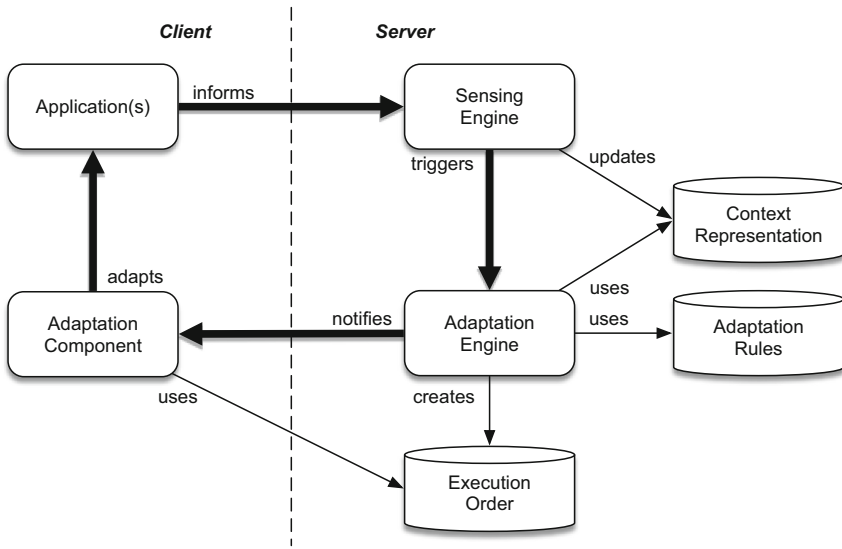 Client
Server
Application(s)
informs
Sensing
Engine
triggers
updates
Context
Representation
adapts
uses
Adaptation
Component
notifies
Adaptation
Engine
uses
Adaptation
Rules
uses
creates
Execution
Order